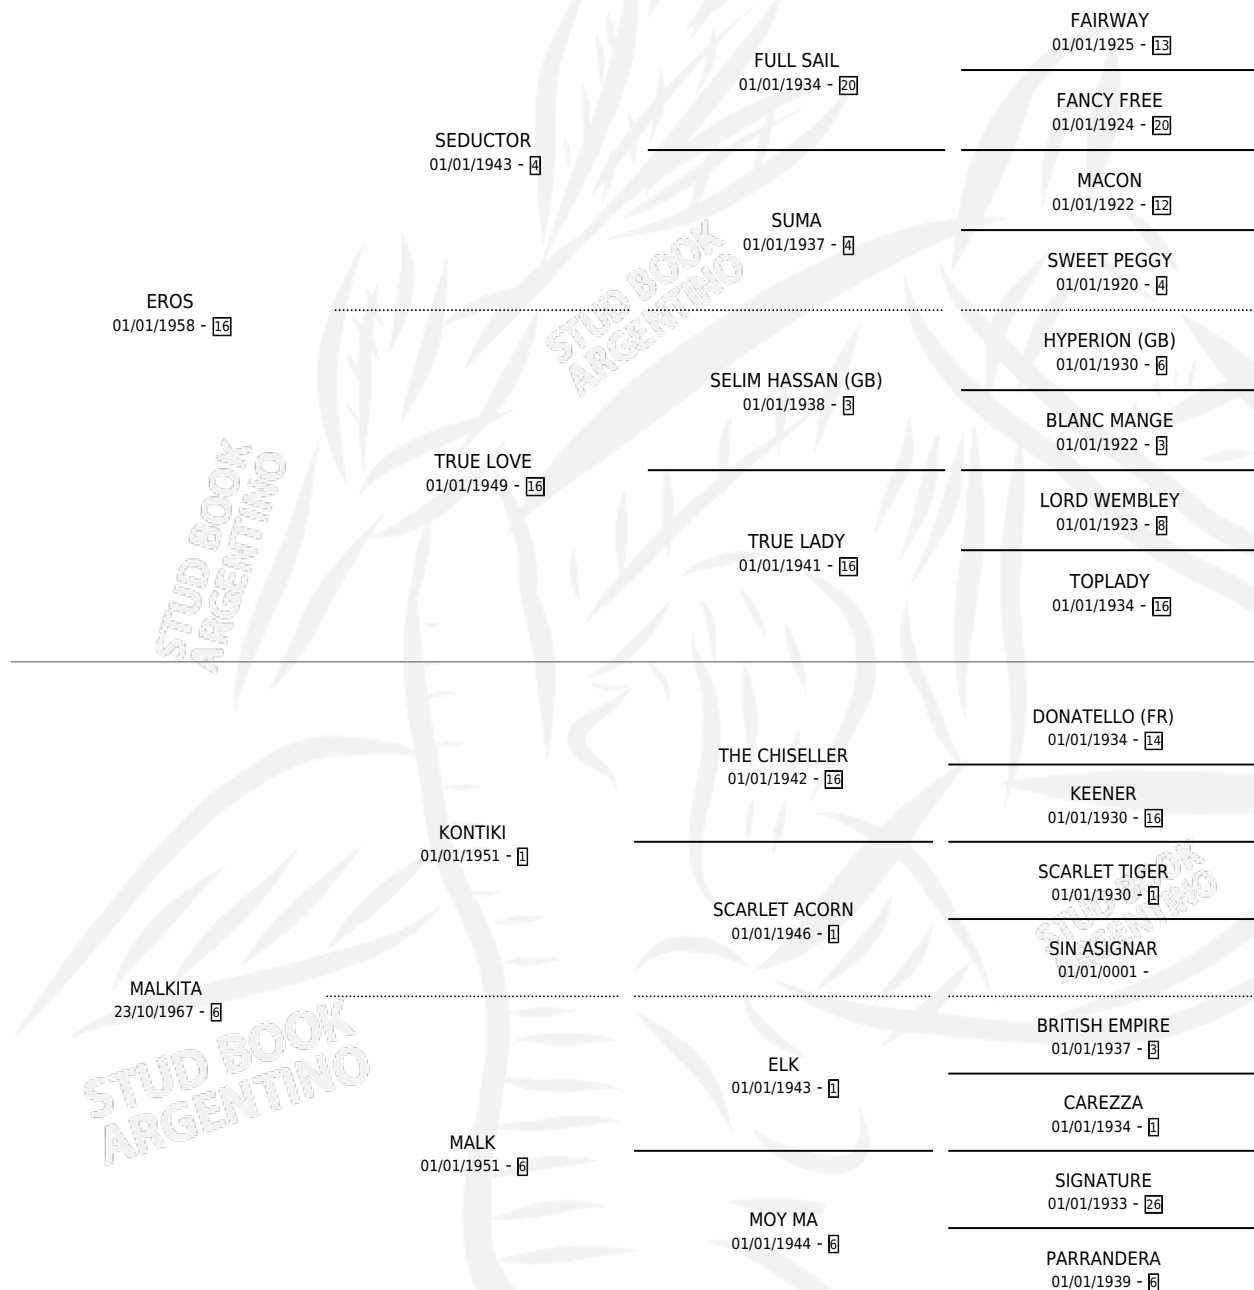 FAIRWAY
01/01/1925 - 13
FULL SAIL
01/01/1934 - 20
FANCY FREE
01/01/1924 - 20
SEDUCTOR
01/01/1943 - 4
MACON
01/01/1922 - 12
SUMA
01/01/1937 - 4
SWEET PEGGY
01/01/1920 - 4
EROS
01/01/1958 - 16
HYPERION (GB)
01/01/1930 - 6
SELIM HASSAN (GB)
01/01/1938 - 3
BLANC MANGE
01/01/1922 - 3
TRUE LOVE
01/01/1949 - 16
LORD WEMBLEY
01/01/1923 - 8
TRUE LADY
01/01/1941 - 16
TOPLADY
01/01/1934 - 16
DONATELLO (FR)
01/01/1934 - 14
THE CHISELLER
01/01/1942 - 16
KEENER
01/01/1930 - 16
KONTIKI
01/01/1951 - 1
SCARLET TIGER
01/01/1930 - 1
SCARLET ACORN
01/01/1946 - 1
SIN ASIGNAR
01/01/0001 -
MALKITA
23/10/1967 - 6
BRITISH EMPIRE
01/01/1937 - 3
ELK
01/01/1943 - 1
CAREZZA
01/01/1934 - 1
MALK
01/01/1951 - 6
SIGNATURE
01/01/1933 - 26
MOY MA
01/01/1944 - 6
PARRANDERA
01/01/1939 - 6
STUD BOOK
ARGENTINO
STUD BOOK
ARGENTINO
STUD BOOK
ARGENTINO
STUD BOOK
ARGENTINO